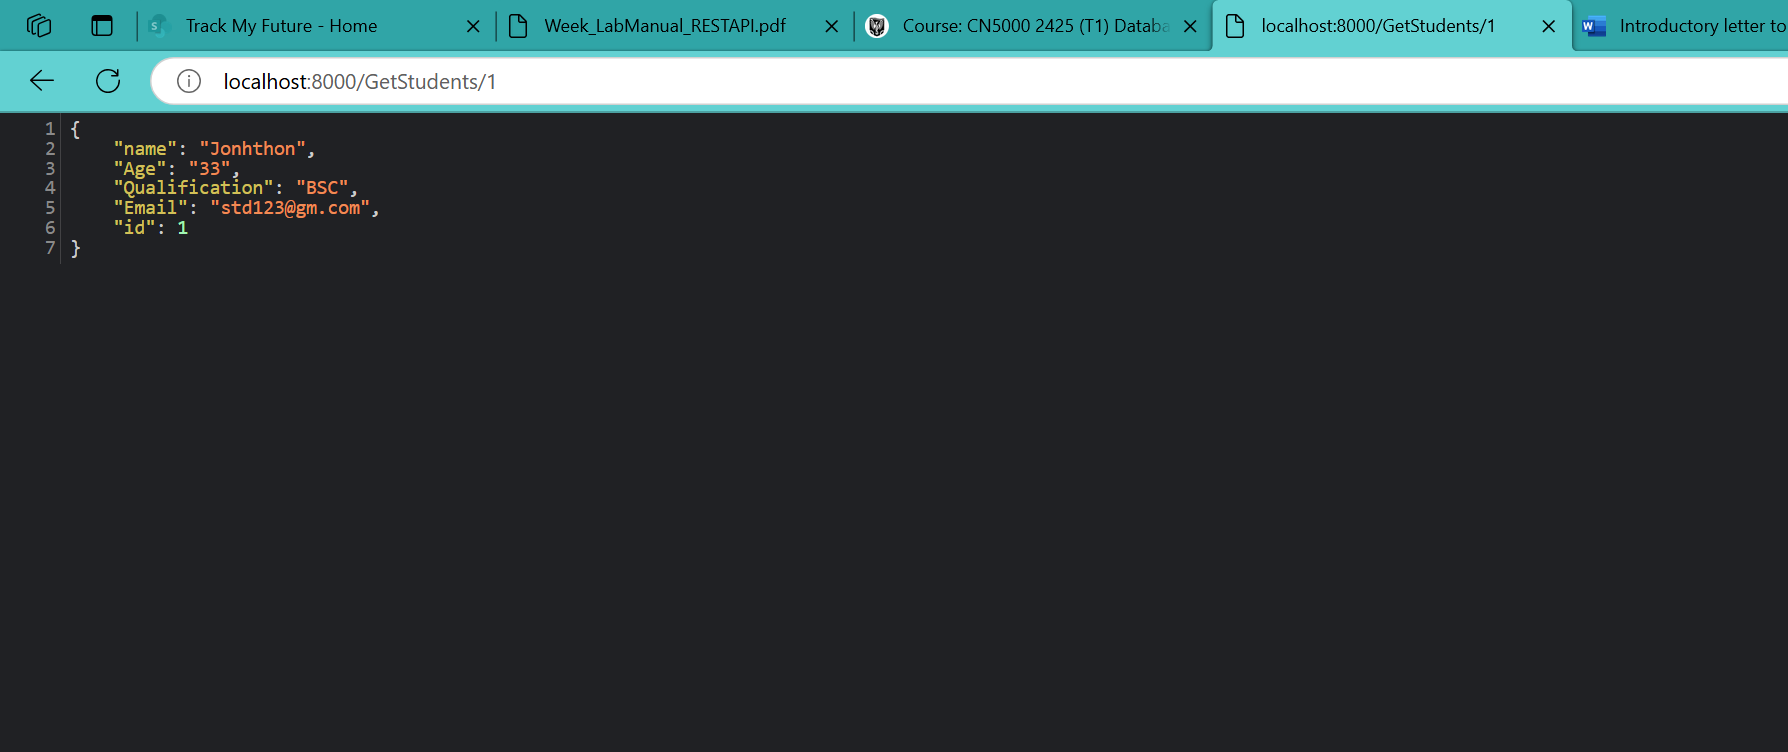 Track My Future - Home
Week_LabManual_RESTAPI.pdf
Course: CN5000 2425 (T1) Databa
localhost:8000/GetStudents/1
Introductory letter to
localhost:8000/GetStudents/1
1 {
2 "name": "Jonhthon",
3 "Age": "33",
4 "Qualification": "BSC",
5 "Email": "std123@gm.com",
6 "id": 1
7 }